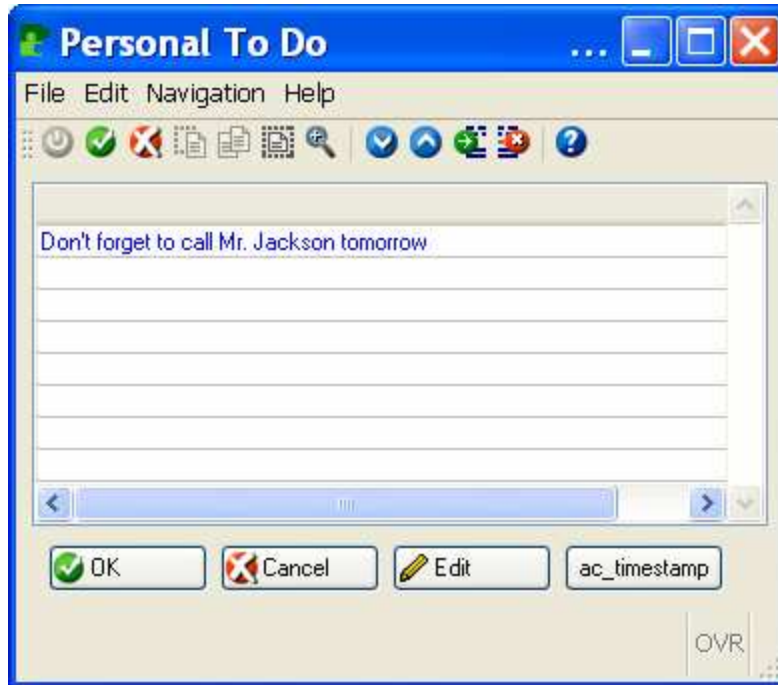 Personal To Do ...
File Edit Navigation Help
Don't forget to call Mr. Jackson tomorrow
OK Cancel Edit ac_timestamp
OVR